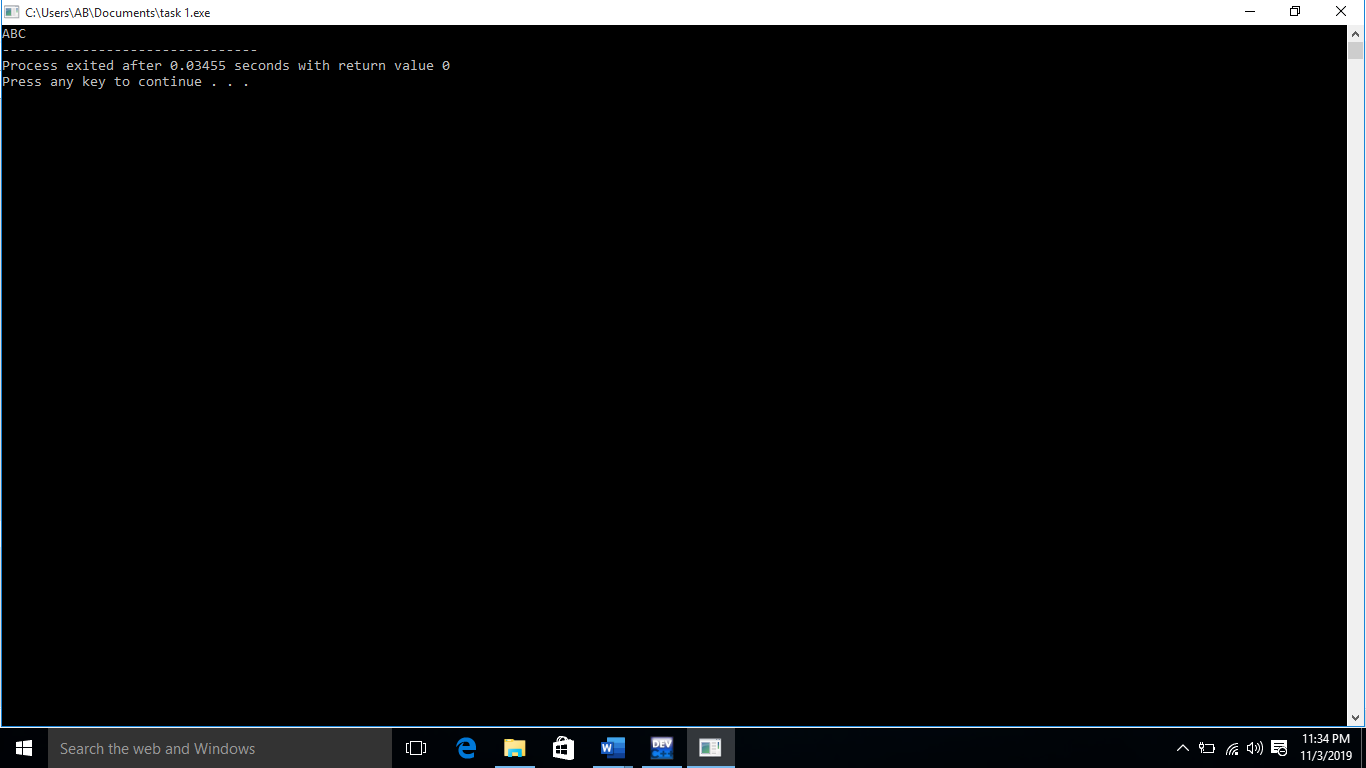 C:\Users\AB\Documents\task 1.exe
ABC
--------------------------------
Process exited after 0.03455 seconds with return value 0
Press any key to continue . . .
Search the web and Windows
W
DEV
C++
11:34 PM
11/3/2019